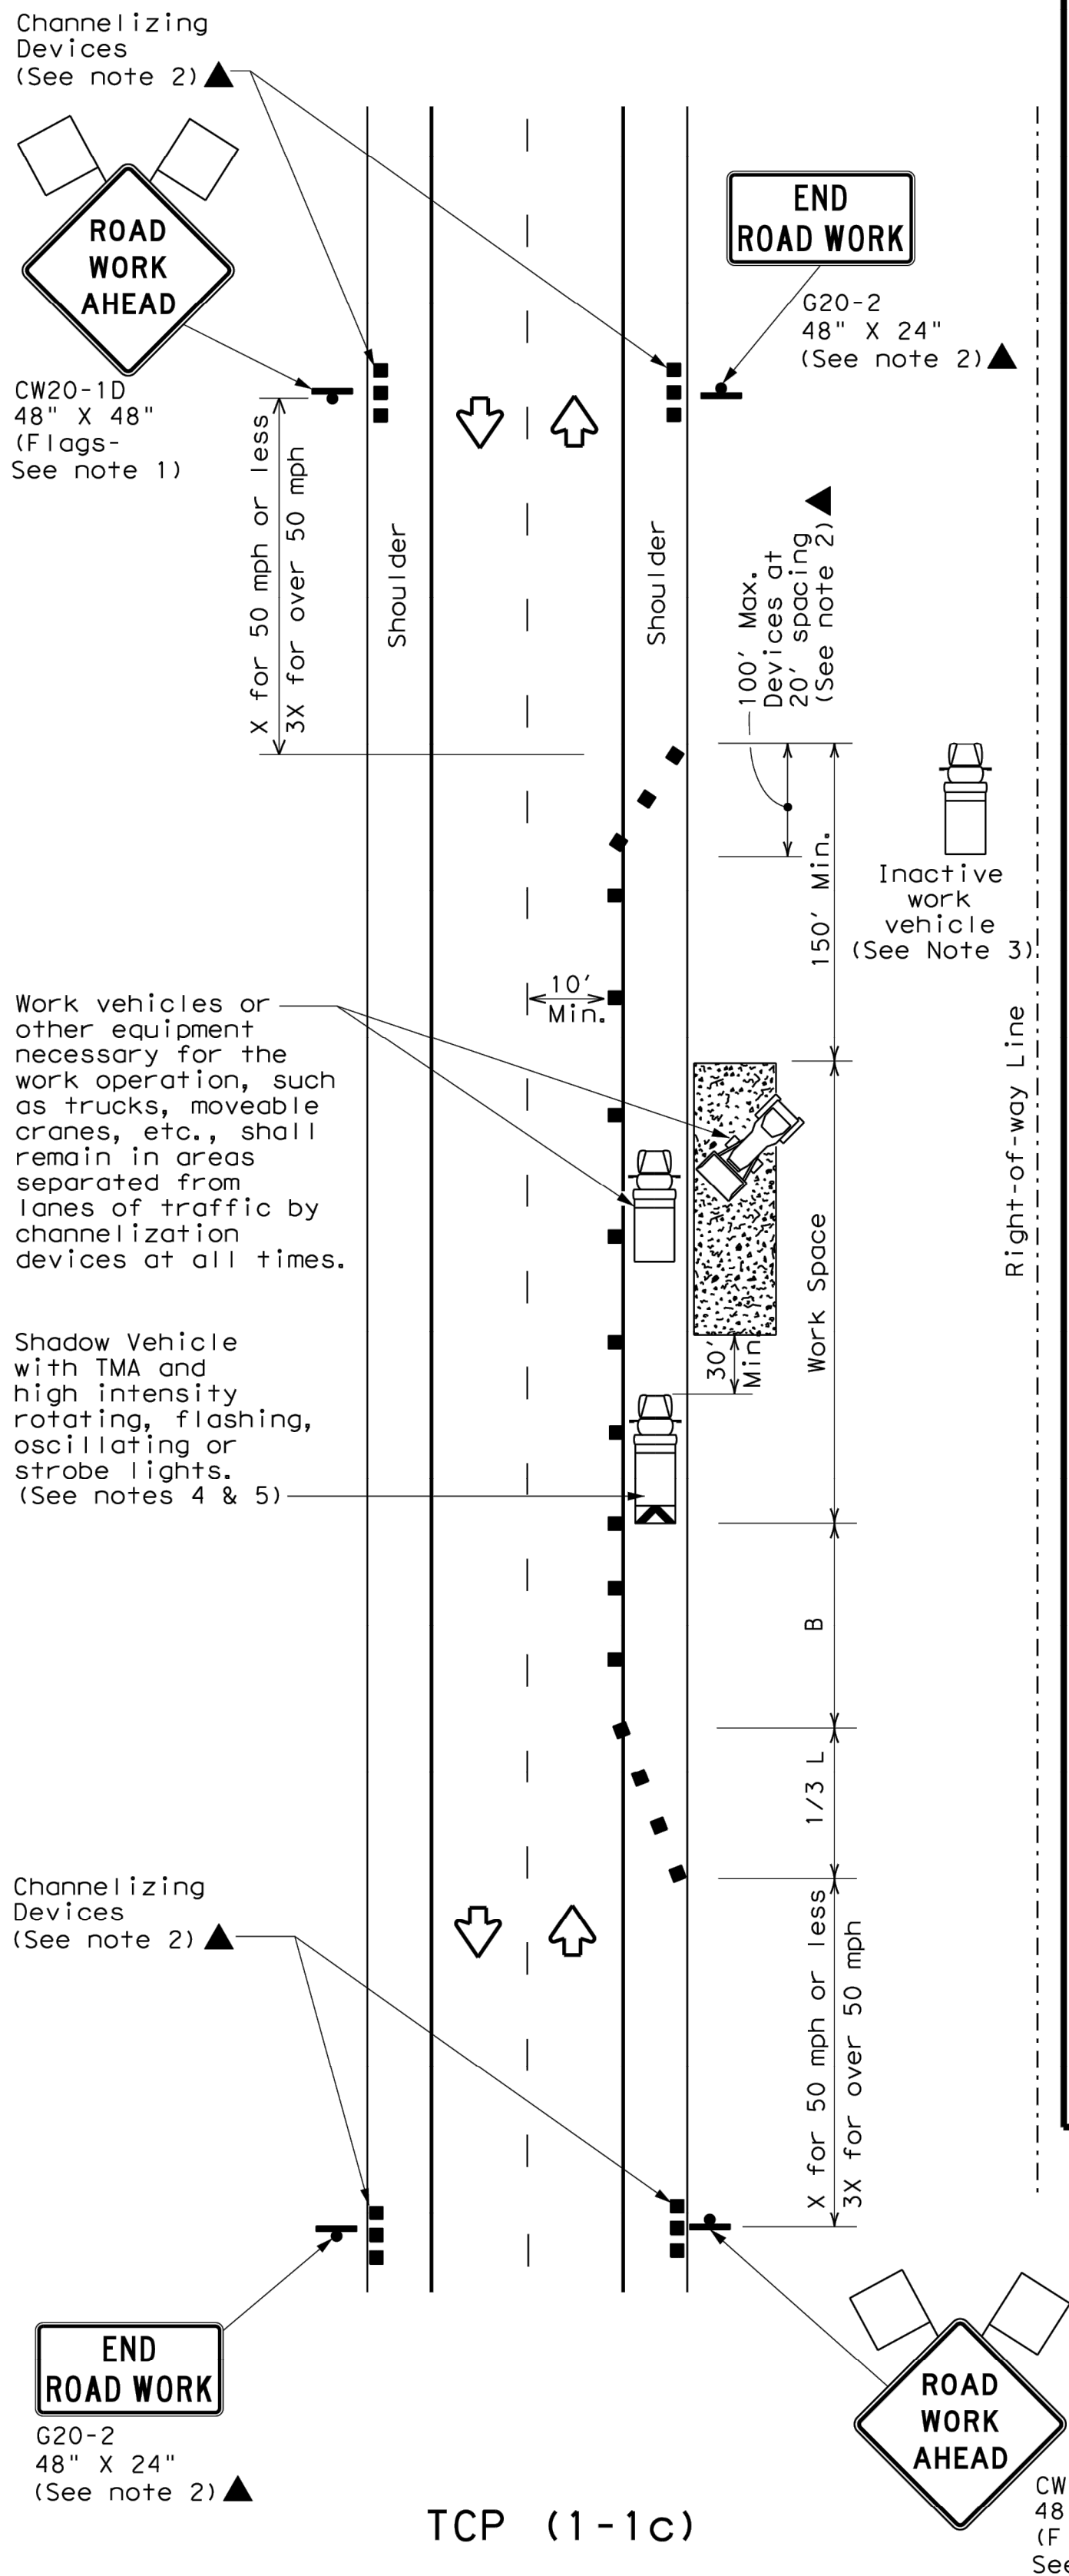 Channelizing
Devices
(See note 2)
ROAD
WORK
AHEAD
CW20-1D
48" X 48"
(Flags-
See note 1)
END
ROAD WORK
G20-2
48" X 24"
(See note 2)
X for 50 mph or less
3X for over 50 mph
Shoulder
Shoulder
100' Max.
Devices at
20' spacing
(See note 2)
150' Min.
Inactive
work
vehicle
(See Note 3)
10'
Min.
Work vehicles or
other equipment
necessary for the
work operation, such
as trucks, moveable
cranes, etc., shall
remain in areas
separated from
lanes of traffic by
channelization
devices at all times.
Right-of-way Line
Work Space
30'
Min.
Shadow Vehicle
with TMA and
high intensity
rotating, flashing,
oscillating or
strobe lights.
(See notes 4 & 5)
B
1/3 L
Channelizing
Devices
(See note 2)
X for 50 mph or less
3X for over 50 mph
END
ROAD WORK
G20-2
48" X 24"
(See note 2)
ROAD
WORK
AHEAD
CW
48
(F
See
TCP (1-1c)